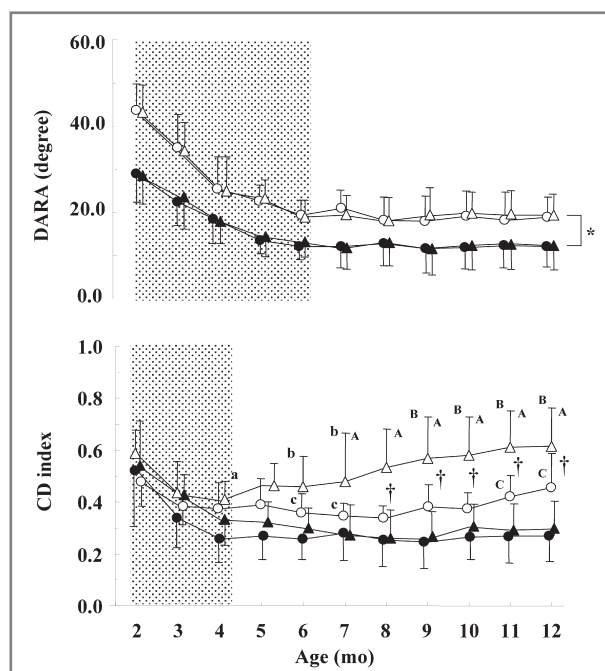 60.0
40.0
20.0
0.0
DARA (degree)
*
1.0
0.8
0.6
0.4
0.2
0.0
CD index
a
b
c
b A
c
A
†
B A
†
B A
†
B A
C †
B A
C †
2 3 4 5 6 7 8 9 10 11 12
Age (mo)